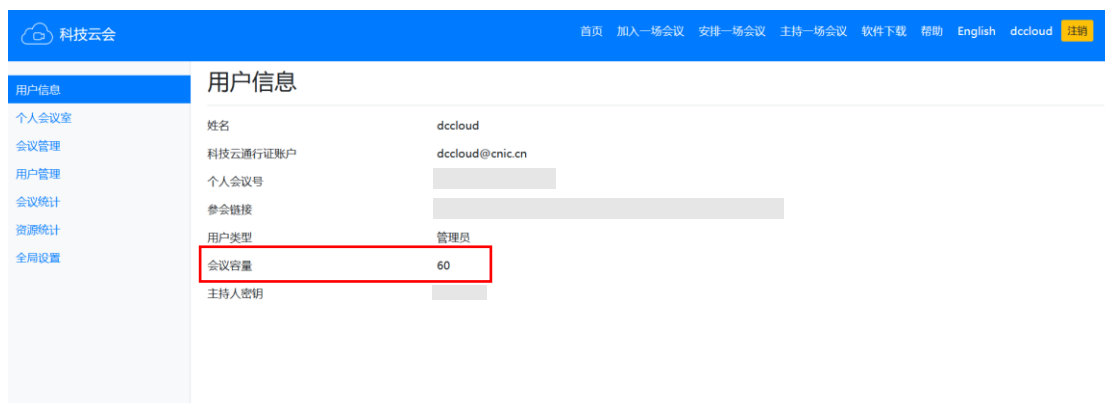 科技云会
首页 加入一场会议 安排一场会议 主持一场会议 软件下载 帮助 English dccloud 注销
用户信息
个人会议室
会议管理
用户管理
会议统计
资源统计
全局设置
用户信息
姓名 dccloud
科技云通行证账户 dccloud@cnic.cn
个人会议号
参会链接
用户类型 管理员
会议容量 60
主持人密钥